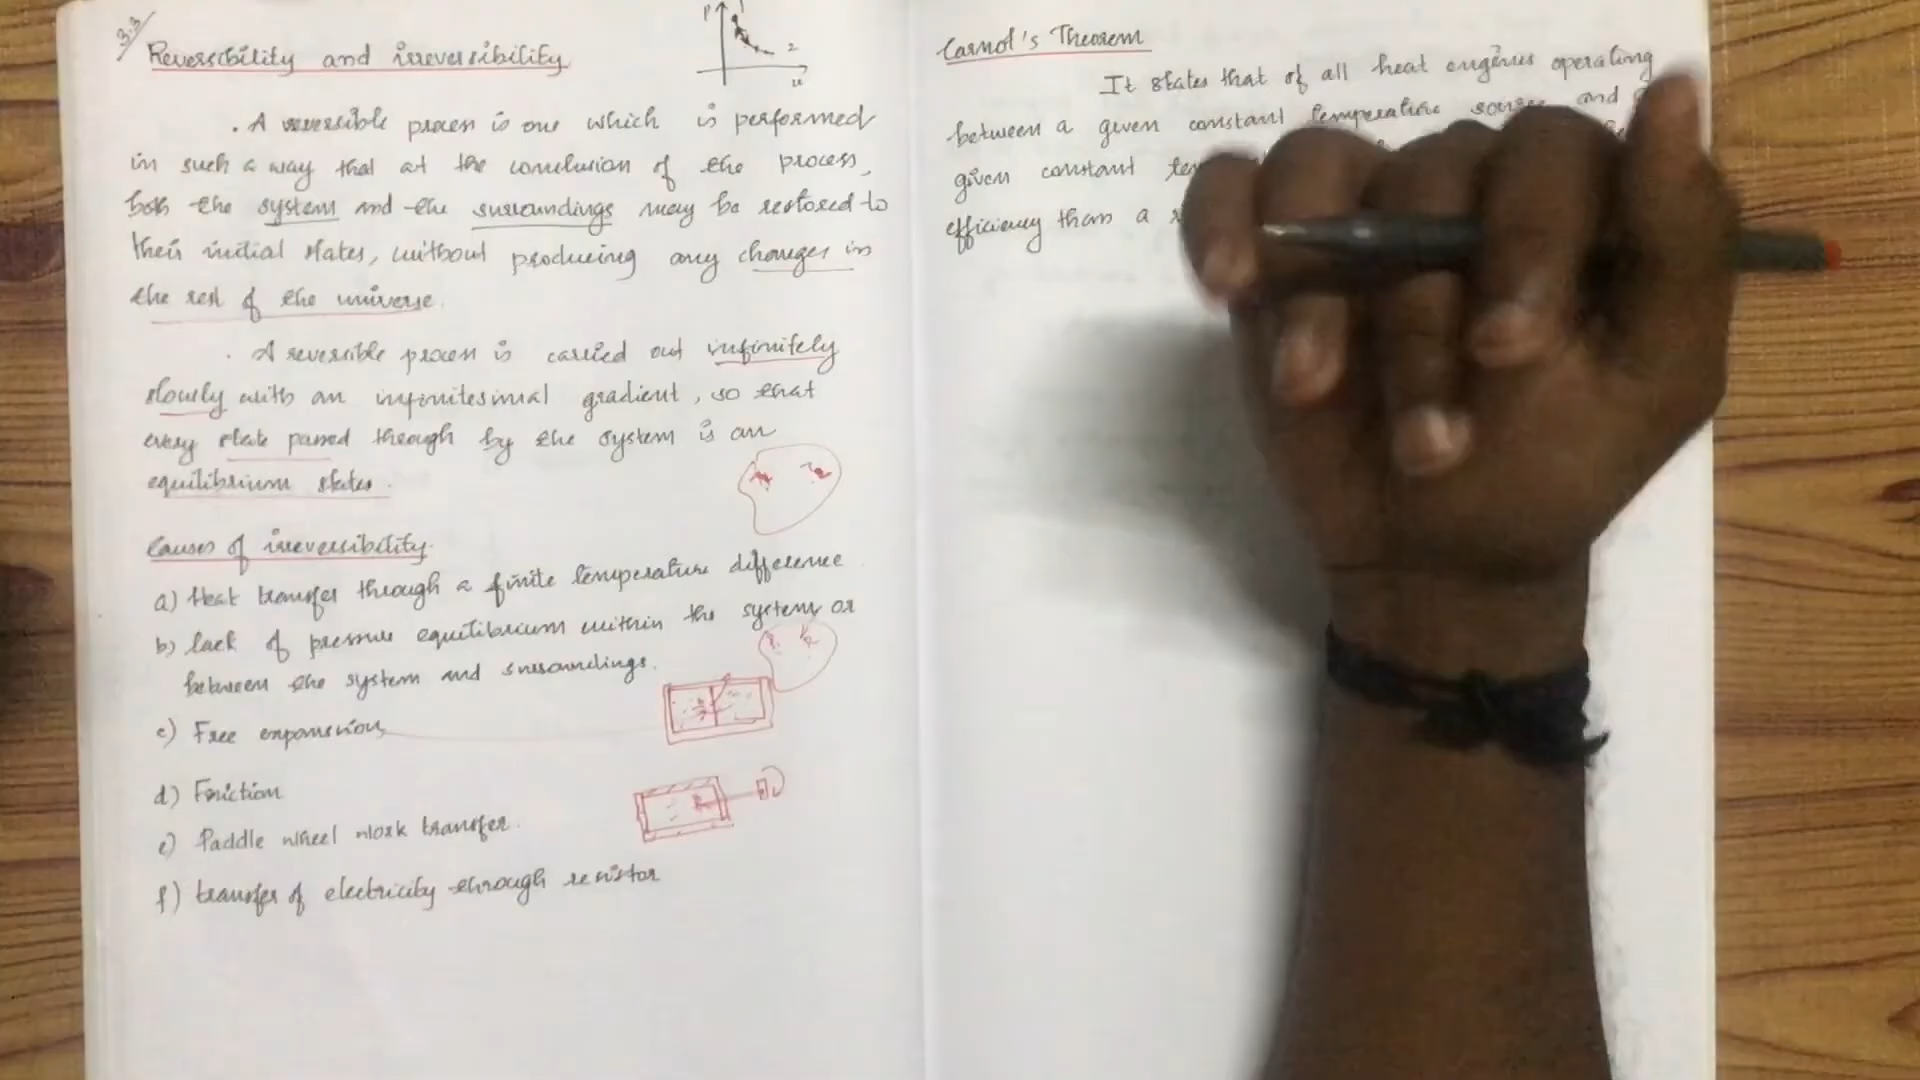 3.3
Reversibility and irreversibility
P
1
2
u
. A reversible process is one which is performed
in such a way that at the conclusion of the process,
both the system and the surroundings may be restored to
their initial states, without producing any changes in
the rest of the universe.
. A reversible process is carried out infinitely
slowly with an infinitesimal gradient, so that
every state passed through by the system is an
equilibrium states.
Causes of irreversibility.
a) Heat transfer through a finite temperature difference
b) lack of pressure equilibrium within the system or
between the system and surroundings.
c) Free expansion
d) Friction
e) Paddle wheel work transfer.
f) transfer of electricity through resistor
Carnot's Theorem
It states that of all heat engines operating
between a given constant temperature source and
given constant
efficiency than a